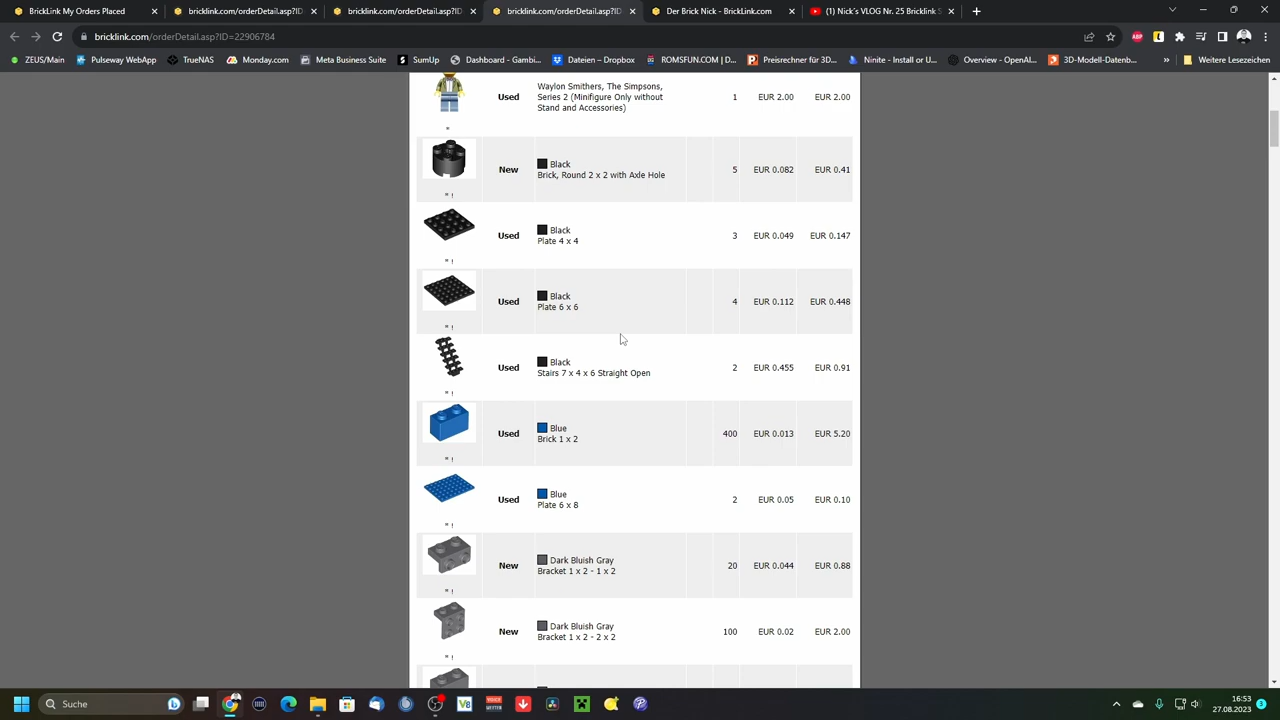 BrickLink My Orders Placed
bricklink.com/orderDetail.asp?ID
bricklink.com/orderDetail.asp?ID
bricklink.com/orderDetail.asp?ID
Der Brick Nick - BrickLink.com
(1) Nick's VLOG Nr. 25 Bricklink S
bricklink.com/orderDetail.asp?ID=22906784
ABP
ZEUS/Main
Pulseway WebApp
tixeNAS
Monday.com
Meta Business Suite
SumUp
Dashboard - Gambi...
Dateien – Dropbox
ROMSFUN.COM | D...
Preisrechner für 3D...
Ninite - Install or U...
Overview - OpenAI...
3D-Modell-Datenb...
»
Weitere Lesezeichen
Used
Waylon Smithers, The Simpsons,
Series 2 (Minifigure Only without
Stand and Accessories)
1
EUR 2.00
EUR 2.00
*
New
Black
Brick, Round 2 x 2 with Axle Hole
5
EUR 0.082
EUR 0.41
* !
Used
Black
Plate 4 x 4
3
EUR 0.049
EUR 0.147
* !
Used
Black
Plate 6 x 6
4
EUR 0.112
EUR 0.448
* !
Used
Black
Stairs 7 x 4 x 6 Straight Open
2
EUR 0.455
EUR 0.91
* !
Used
Blue
Brick 1 x 2
400
EUR 0.013
EUR 5.20
* !
Used
Blue
Plate 6 x 8
2
EUR 0.05
EUR 0.10
* !
New
Dark Bluish Gray
Bracket 1 x 2 - 1 x 2
20
EUR 0.044
EUR 0.88
* !
New
Dark Bluish Gray
Bracket 1 x 2 - 2 x 2
100
EUR 0.02
EUR 2.00
* !
Suche
V8
16:53
27.08.2023